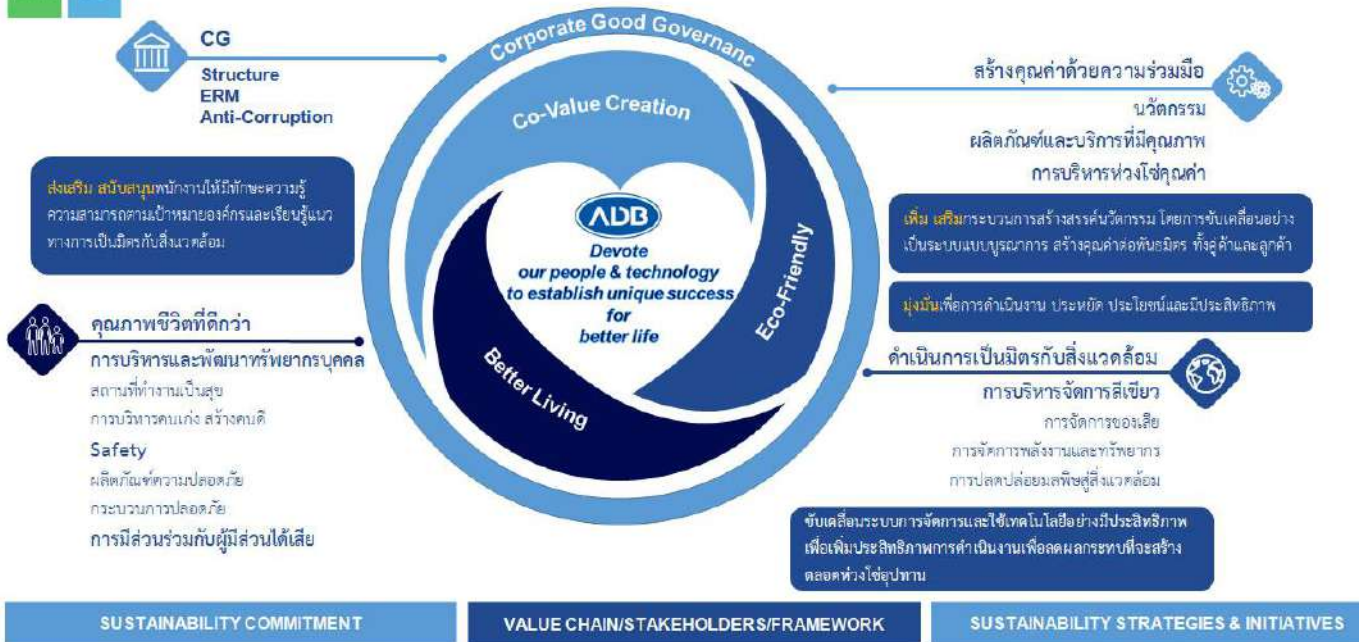 CG
Structure
ERM
Anti-Corruption
ส่งเสริม สนับสนุนพนักงานให้มีทักษะความรู้
ความสามารถตามเป้าหมายองค์กรและเรียนรู้แนว
ทางการเป็นมิตรกับสิ่งแวดล้อม
คุณภาพชีวิตที่ดีกว่า
การบริหารและพัฒนาทรัพยากรบุคคล
สถานที่ทำงานเป็นสุข
การบริหารคนเก่ง สร้างคนดี
Safety
ผลิตภัณฑ์ความปลอดภัย
กระบวนการปลอดภัย
การมีส่วนร่วมกับผู้มีส่วนได้เสีย
Corporate Good Governanc
Co-Value Creation
Eco-Friendly
Better Living
ADB
Devote
our people & technology
to establish unique success
for
better life
สร้างคุณค่าด้วยความร่วมมือ
นวัตกรรม
ผลิตภัณฑ์และบริการที่มีคุณภาพ
การบริหารห่วงโซ่คุณค่า
เพิ่ม เสริมกระบวนการสร้างสรรค์นวัตกรรม โดยการขับเคลื่อนอย่าง
เป็นระบบแบบบูรณาการ สร้างคุณค่าต่อพันธมิตร ทั้งคู่ค้าและลูกค้า
มุ่งมั่นเพื่อการดำเนินงาน ประหยัด ประโยชน์และมีประสิทธิภาพ
ดำเนินการเป็นมิตรกับสิ่งแวดล้อม
การบริหารจัดการสีเขียว
การจัดการของเสีย
การจัดการพลังงานและทรัพยากร
การปลดปล่อยมลพิษสู่สิ่งแวดล้อม
ขับเคลื่อนระบบการจัดการและใช้เทคโนโลยีอย่างมีประสิทธิภาพ
เพื่อเพิ่มประสิทธิภาพการดำเนินงานเพื่อลดผลกระทบที่จะสร้าง
ตลอดห่วงโซ่อุปทาน
SUSTAINABILITY COMMITMENT
VALUE CHAIN/STAKEHOLDERS/FRAMEWORK
SUSTAINABILITY STRATEGIES & INITIATIVES